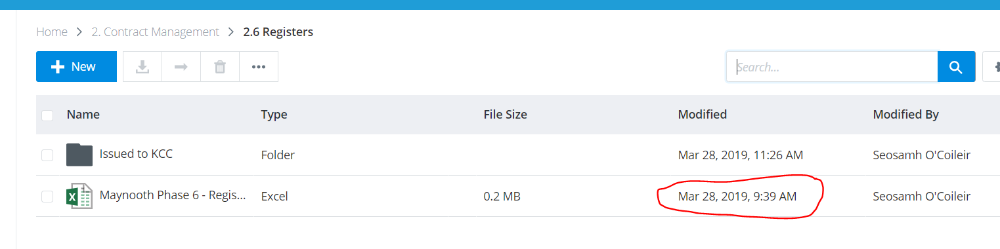 Home > 2. Contract Management > 2.6 Registers
New
Search...
Name Type File Size Modified Modified By
Issued to KCC Folder Mar 28, 2019, 11:26 AM Seosamh O'Coileir
Maynooth Phase 6 - Regis... Excel 0.2 MB Mar 28, 2019, 9:39 AM Seosamh O'Coileir